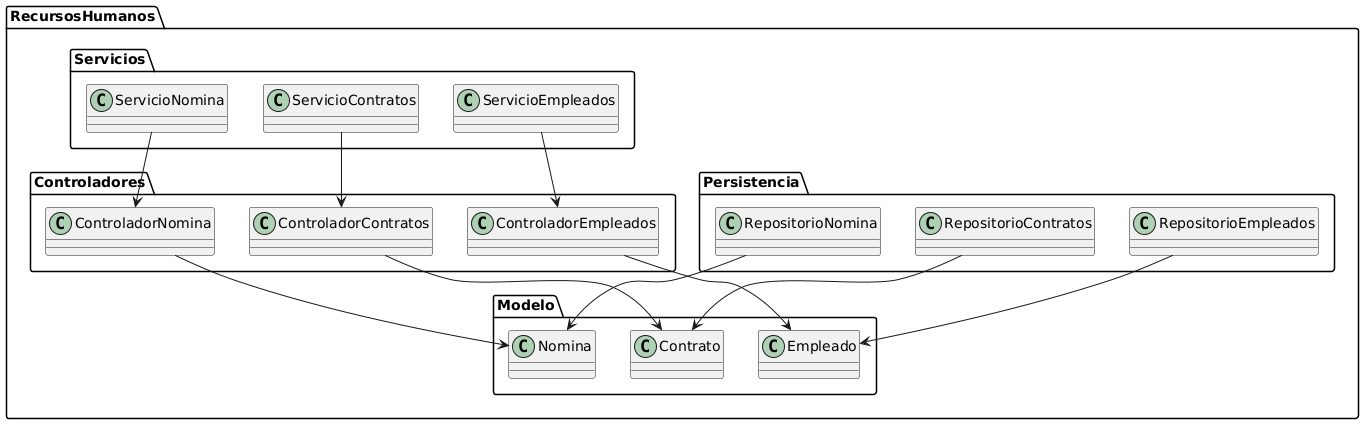 RecursosHumanos
Servicios
C ServicioNomina
C ServicioContratos
C ServicioEmpleados
Controladores
C ControladorNomina
C ControladorContratos
C ControladorEmpleados
Persistencia
C RepositorioNomina
C RepositorioContratos
C RepositorioEmpleados
Modelo
C Nomina
C Contrato
C Empleado